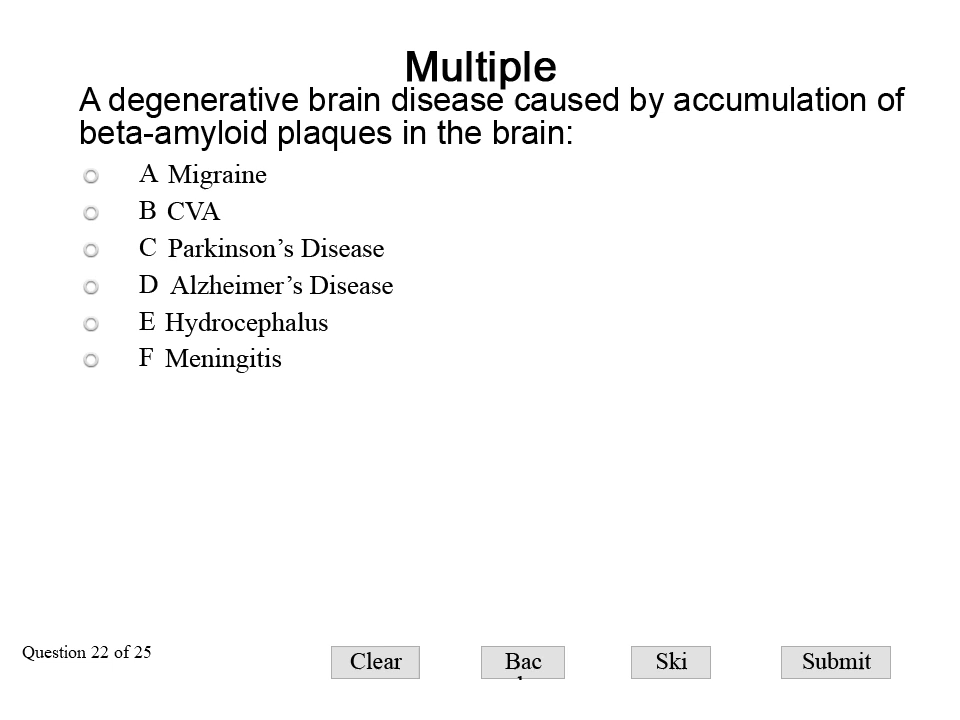 Multiple
A degenerative brain disease caused by accumulation of
beta-amyloid plaques in the brain:
A Migraine
B CVA
C Parkinson’s Disease
D Alzheimer’s Disease
E Hydrocephalus
F Meningitis
Question 22 of 25
Clear
Bac
Ski
Submit